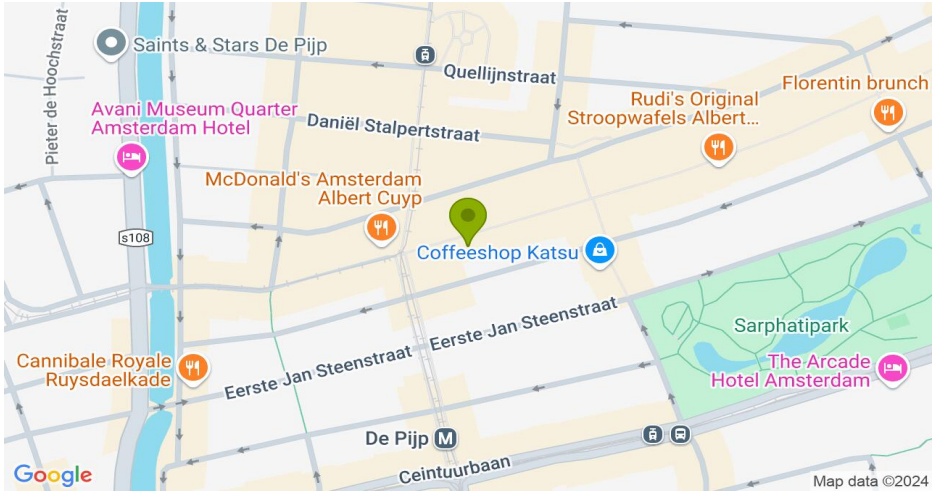 Pieter de Hoochstraat
Saints & Stars De Pijp
Quellijnstraat
Florentin brunch
Avani Museum Quarter
Amsterdam Hotel
Daniël Stalpertstraat
Rudi's Original
Stroopwafels Albert...
McDonald's Amsterdam
Albert Cuyp
s108
Coffeeshop Katsu
Eerste Jan Steenstraat
Sarphatipark
Cannibale Royale
Ruysdaelkade
Eerste Jan Steenstraat
The Arcade
Hotel Amsterdam
De Pijp M
Ceintuurbaan
Google
Map data ©2024